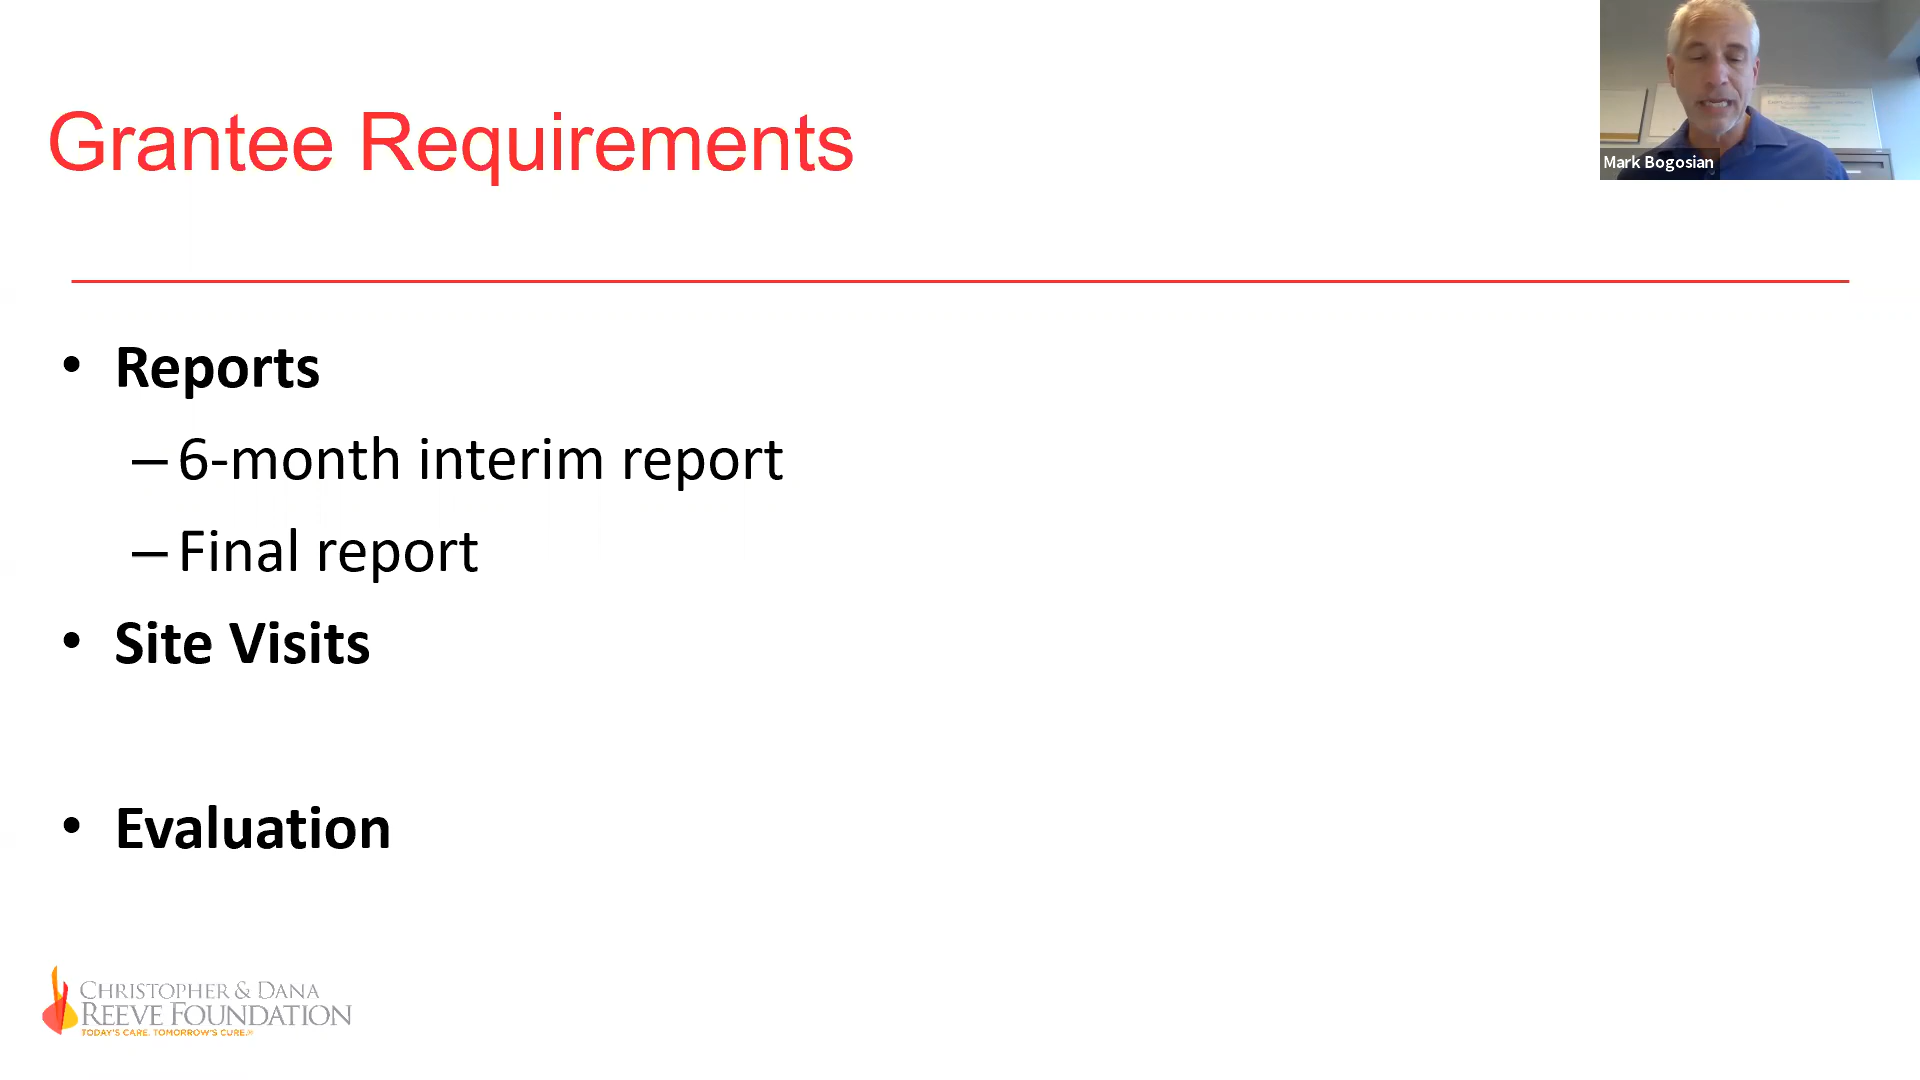 Grantee Requirements
Mark Bogosian
• Reports
– 6-month interim report
– Final report
• Site Visits
• Evaluation
CHRISTOPHER & DANA
REEVE FOUNDATION
TODAY'S CARE. TOMORROW'S CURE.®